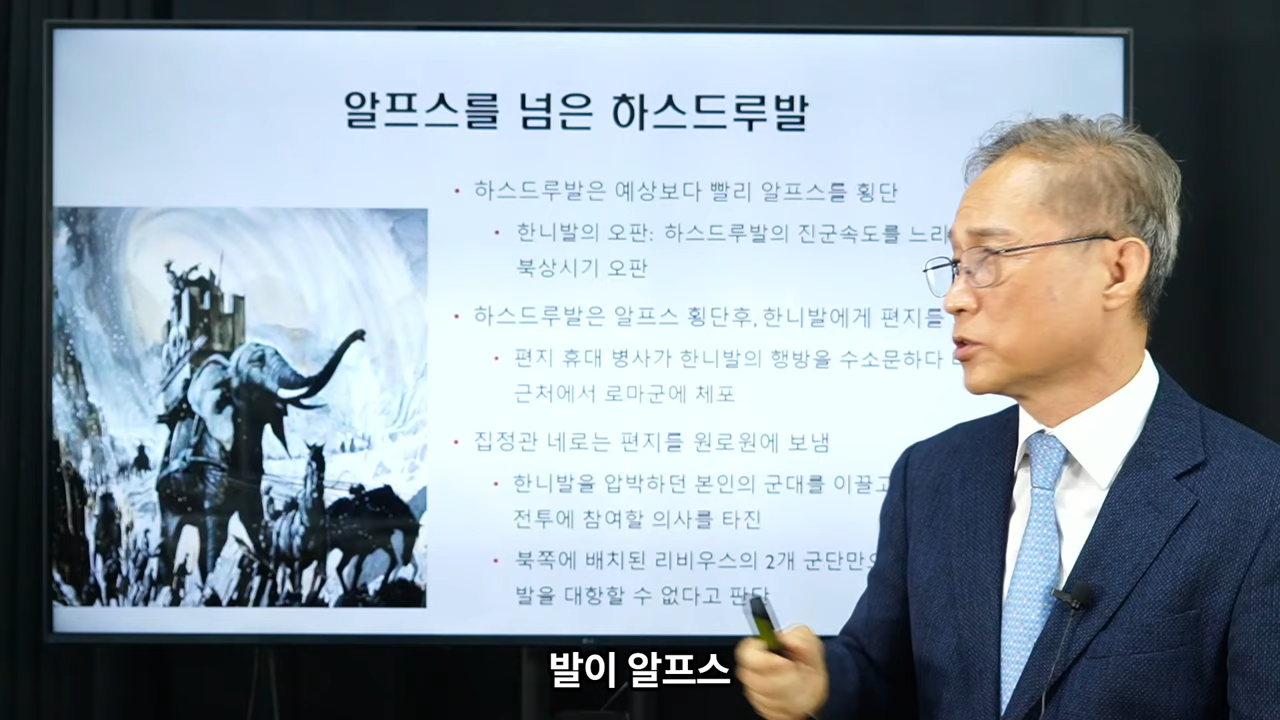 알프스를 넘은 하스드루발
• 하스드루발은 예상보다 빨리 알프스를 횡단
• 한니발의 오판: 하스드루발의 진군속도를 느리
북상시기 오판
• 하스드루발은 알프스 횡단후, 한니발에게 편지를
• 편지 휴대 병사가 한니발의 행방을 수소문하다
근처에서 로마군에 체포
• 집정관 네로는 편지를 원로원에 보냄
• 한니발을 압박하던 본인의 군대를 이끌고
전투에 참여할 의사를 타진
• 북쪽에 배치된 리비우스의 2개 군단만으
발을 대항할 수 없다고 판단
발이 알프스